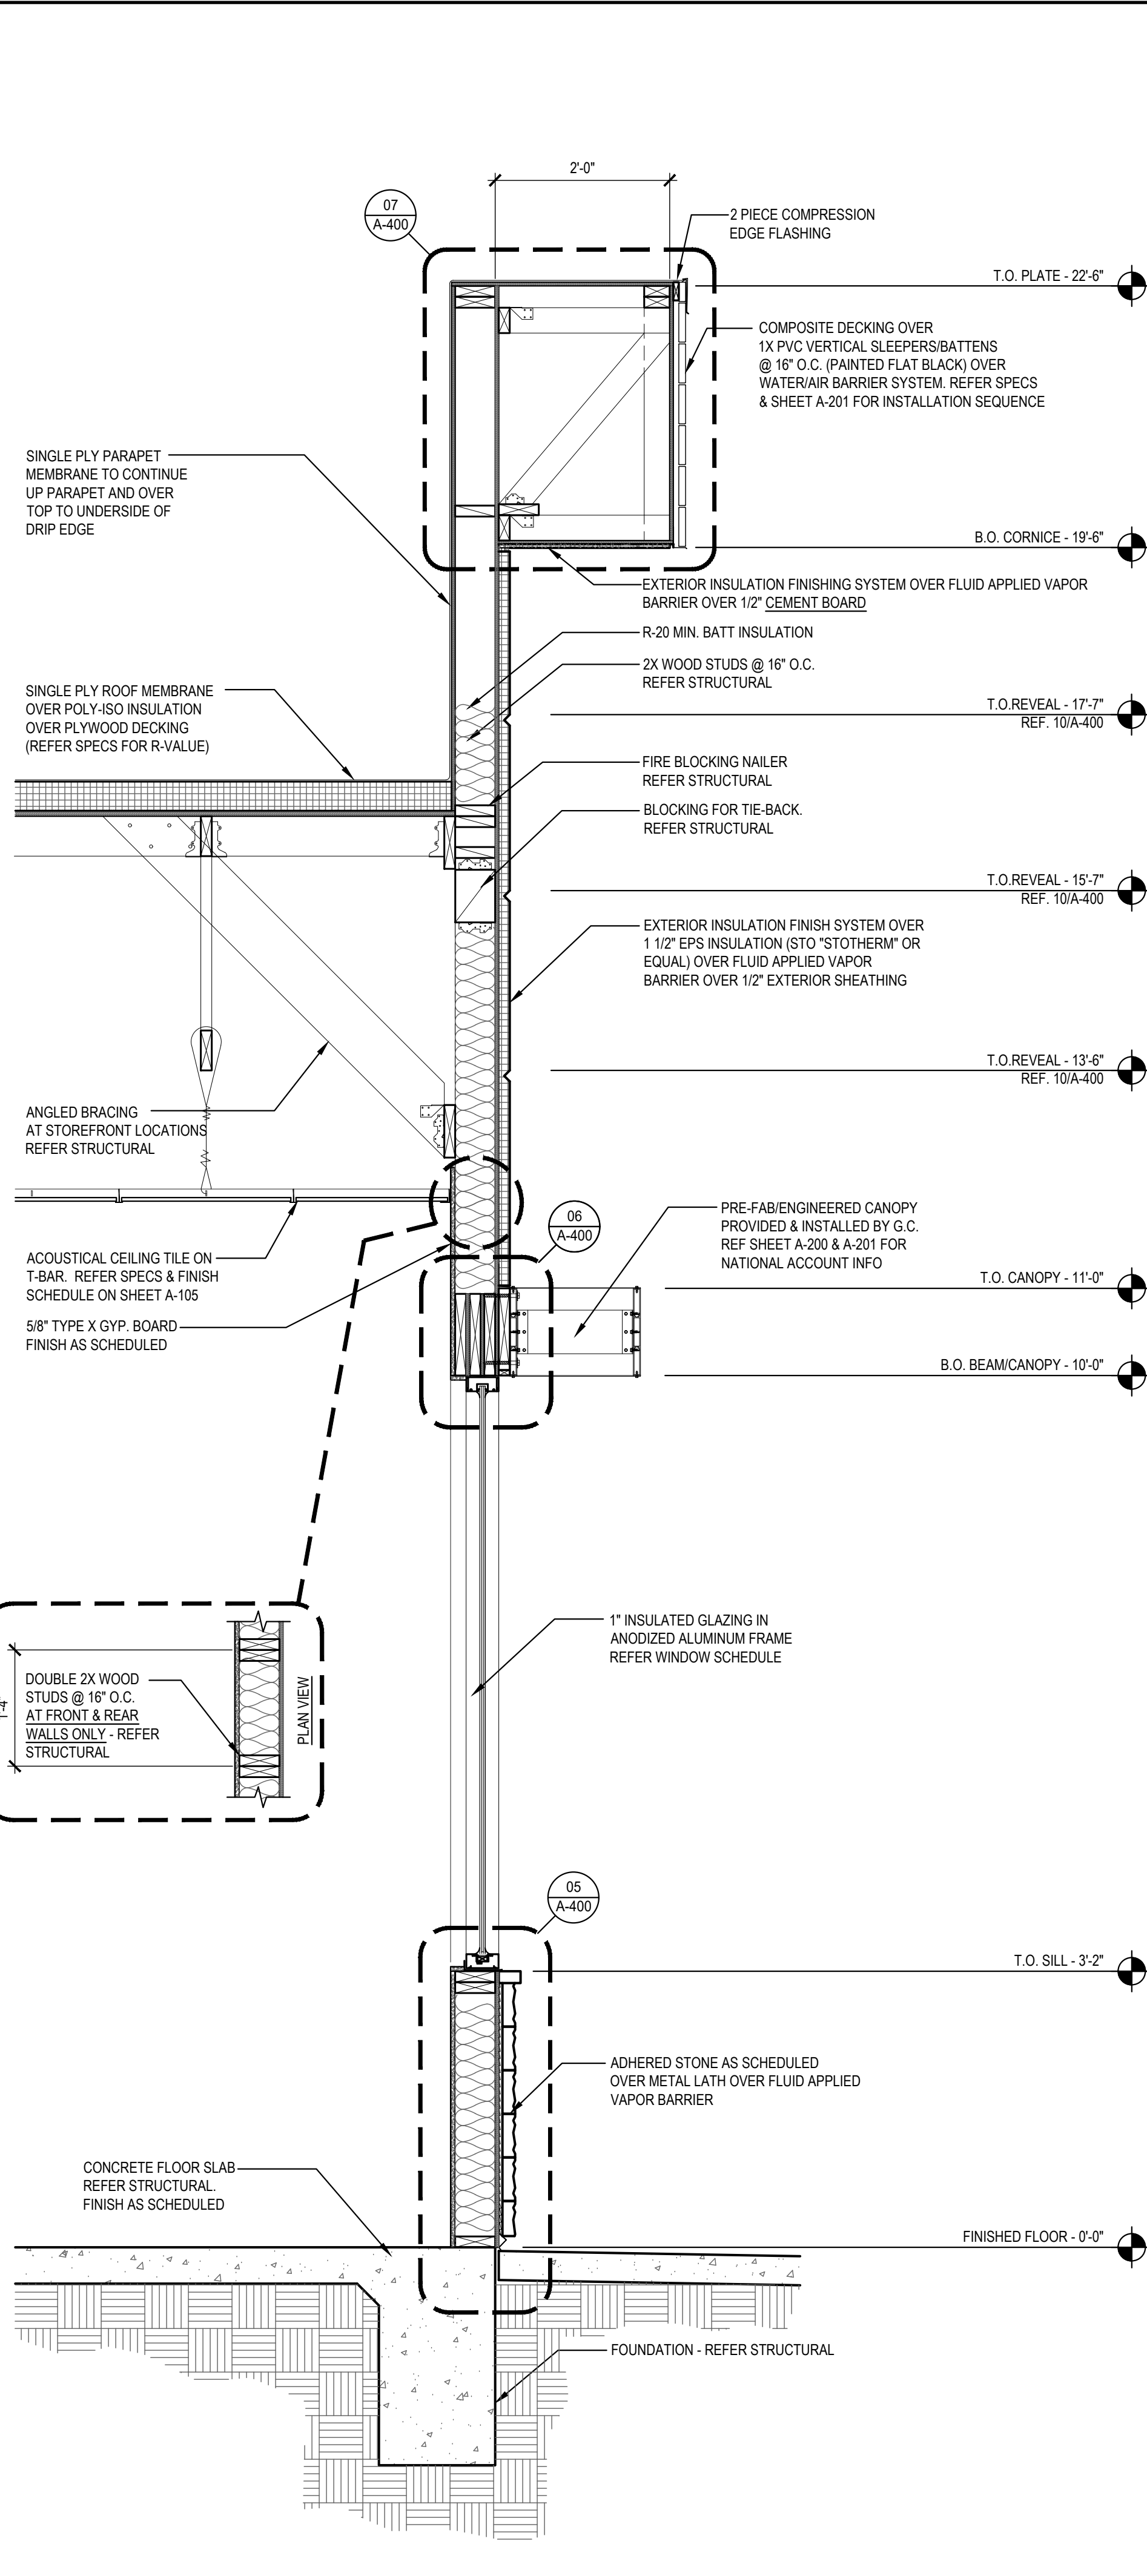 2'-0"
07
A-400
2 PIECE COMPRESSION
EDGE FLASHING
T.O. PLATE - 22'-6"
COMPOSITE DECKING OVER
1X PVC VERTICAL SLEEPERS/BATTENS
@ 16" O.C. (PAINTED FLAT BLACK) OVER
WATER/AIR BARRIER SYSTEM. REFER SPECS
& SHEET A-201 FOR INSTALLATION SEQUENCE
SINGLE PLY PARAPET
MEMBRANE TO CONTINUE
UP PARAPET AND OVER
TOP TO UNDERSIDE OF
DRIP EDGE
B.O. CORNICE - 19'-6"
EXTERIOR INSULATION FINISHING SYSTEM OVER FLUID APPLIED VAPOR
BARRIER OVER 1/2" CEMENT BOARD
R-20 MIN. BATT INSULATION
2X WOOD STUDS @ 16" O.C.
REFER STRUCTURAL
SINGLE PLY ROOF MEMBRANE
OVER POLY-ISO INSULATION
OVER PLYWOOD DECKING
(REFER SPECS FOR R-VALUE)
T.O.REVEAL - 17'-7"
REF. 10/A-400
FIRE BLOCKING NAILER
REFER STRUCTURAL
BLOCKING FOR TIE-BACK.
REFER STRUCTURAL
T.O.REVEAL - 15'-7"
REF. 10/A-400
EXTERIOR INSULATION FINISH SYSTEM OVER
1 1/2" EPS INSULATION (STO "STOTHERM" OR
EQUAL) OVER FLUID APPLIED VAPOR
BARRIER OVER 1/2" EXTERIOR SHEATHING
T.O.REVEAL - 13'-6"
REF. 10/A-400
ANGLED BRACING
AT STOREFRONT LOCATIONS
REFER STRUCTURAL
06
A-400
PRE-FAB/ENGINEERED CANOPY
PROVIDED & INSTALLED BY G.C.
REF SHEET A-200 & A-201 FOR
NATIONAL ACCOUNT INFO
ACOUSTICAL CEILING TILE ON
T-BAR. REFER SPECS & FINISH
SCHEDULE ON SHEET A-105
T.O. CANOPY - 11'-0"
5/8" TYPE X GYP. BOARD
FINISH AS SCHEDULED
B.O. BEAM/CANOPY - 10'-0"
1" INSULATED GLAZING IN
ANODIZED ALUMINUM FRAME
REFER WINDOW SCHEDULE
DOUBLE 2X WOOD
STUDS @ 16" O.C.
AT FRONT & REAR
WALLS ONLY - REFER
STRUCTURAL
PLAN VIEW
05
A-400
T.O. SILL - 3'-2"
ADHERED STONE AS SCHEDULED
OVER METAL LATH OVER FLUID APPLIED
VAPOR BARRIER
CONCRETE FLOOR SLAB
REFER STRUCTURAL.
FINISH AS SCHEDULED
FINISHED FLOOR - 0'-0"
FOUNDATION - REFER STRUCTURAL